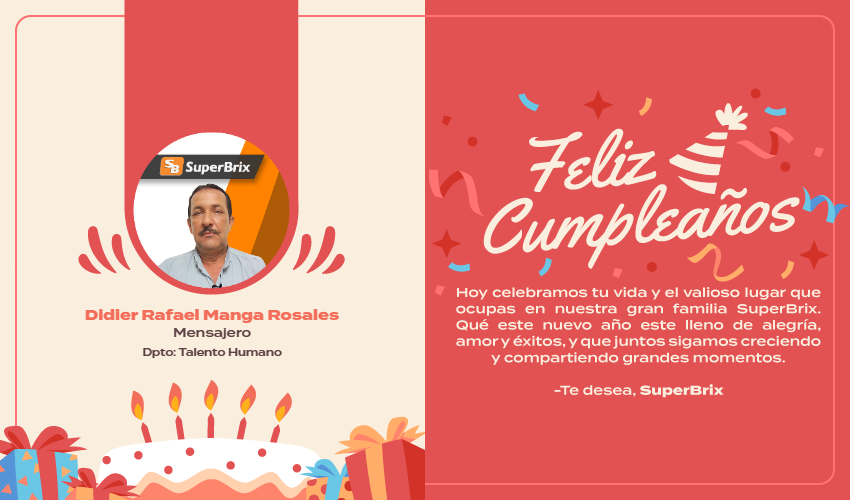 SB SuperBrix
Didier Rafael Manga Rosales
Mensajero
Dpto: Talento Humano
Feliz
Cumpleaños
Hoy celebramos tu vida y el valioso lugar que
ocupas en nuestra gran familia SuperBrix.
Qué este nuevo año este lleno de alegría,
amor y éxitos, y que juntos sigamos creciendo
y compartiendo grandes momentos.
-Te desea, SuperBrix